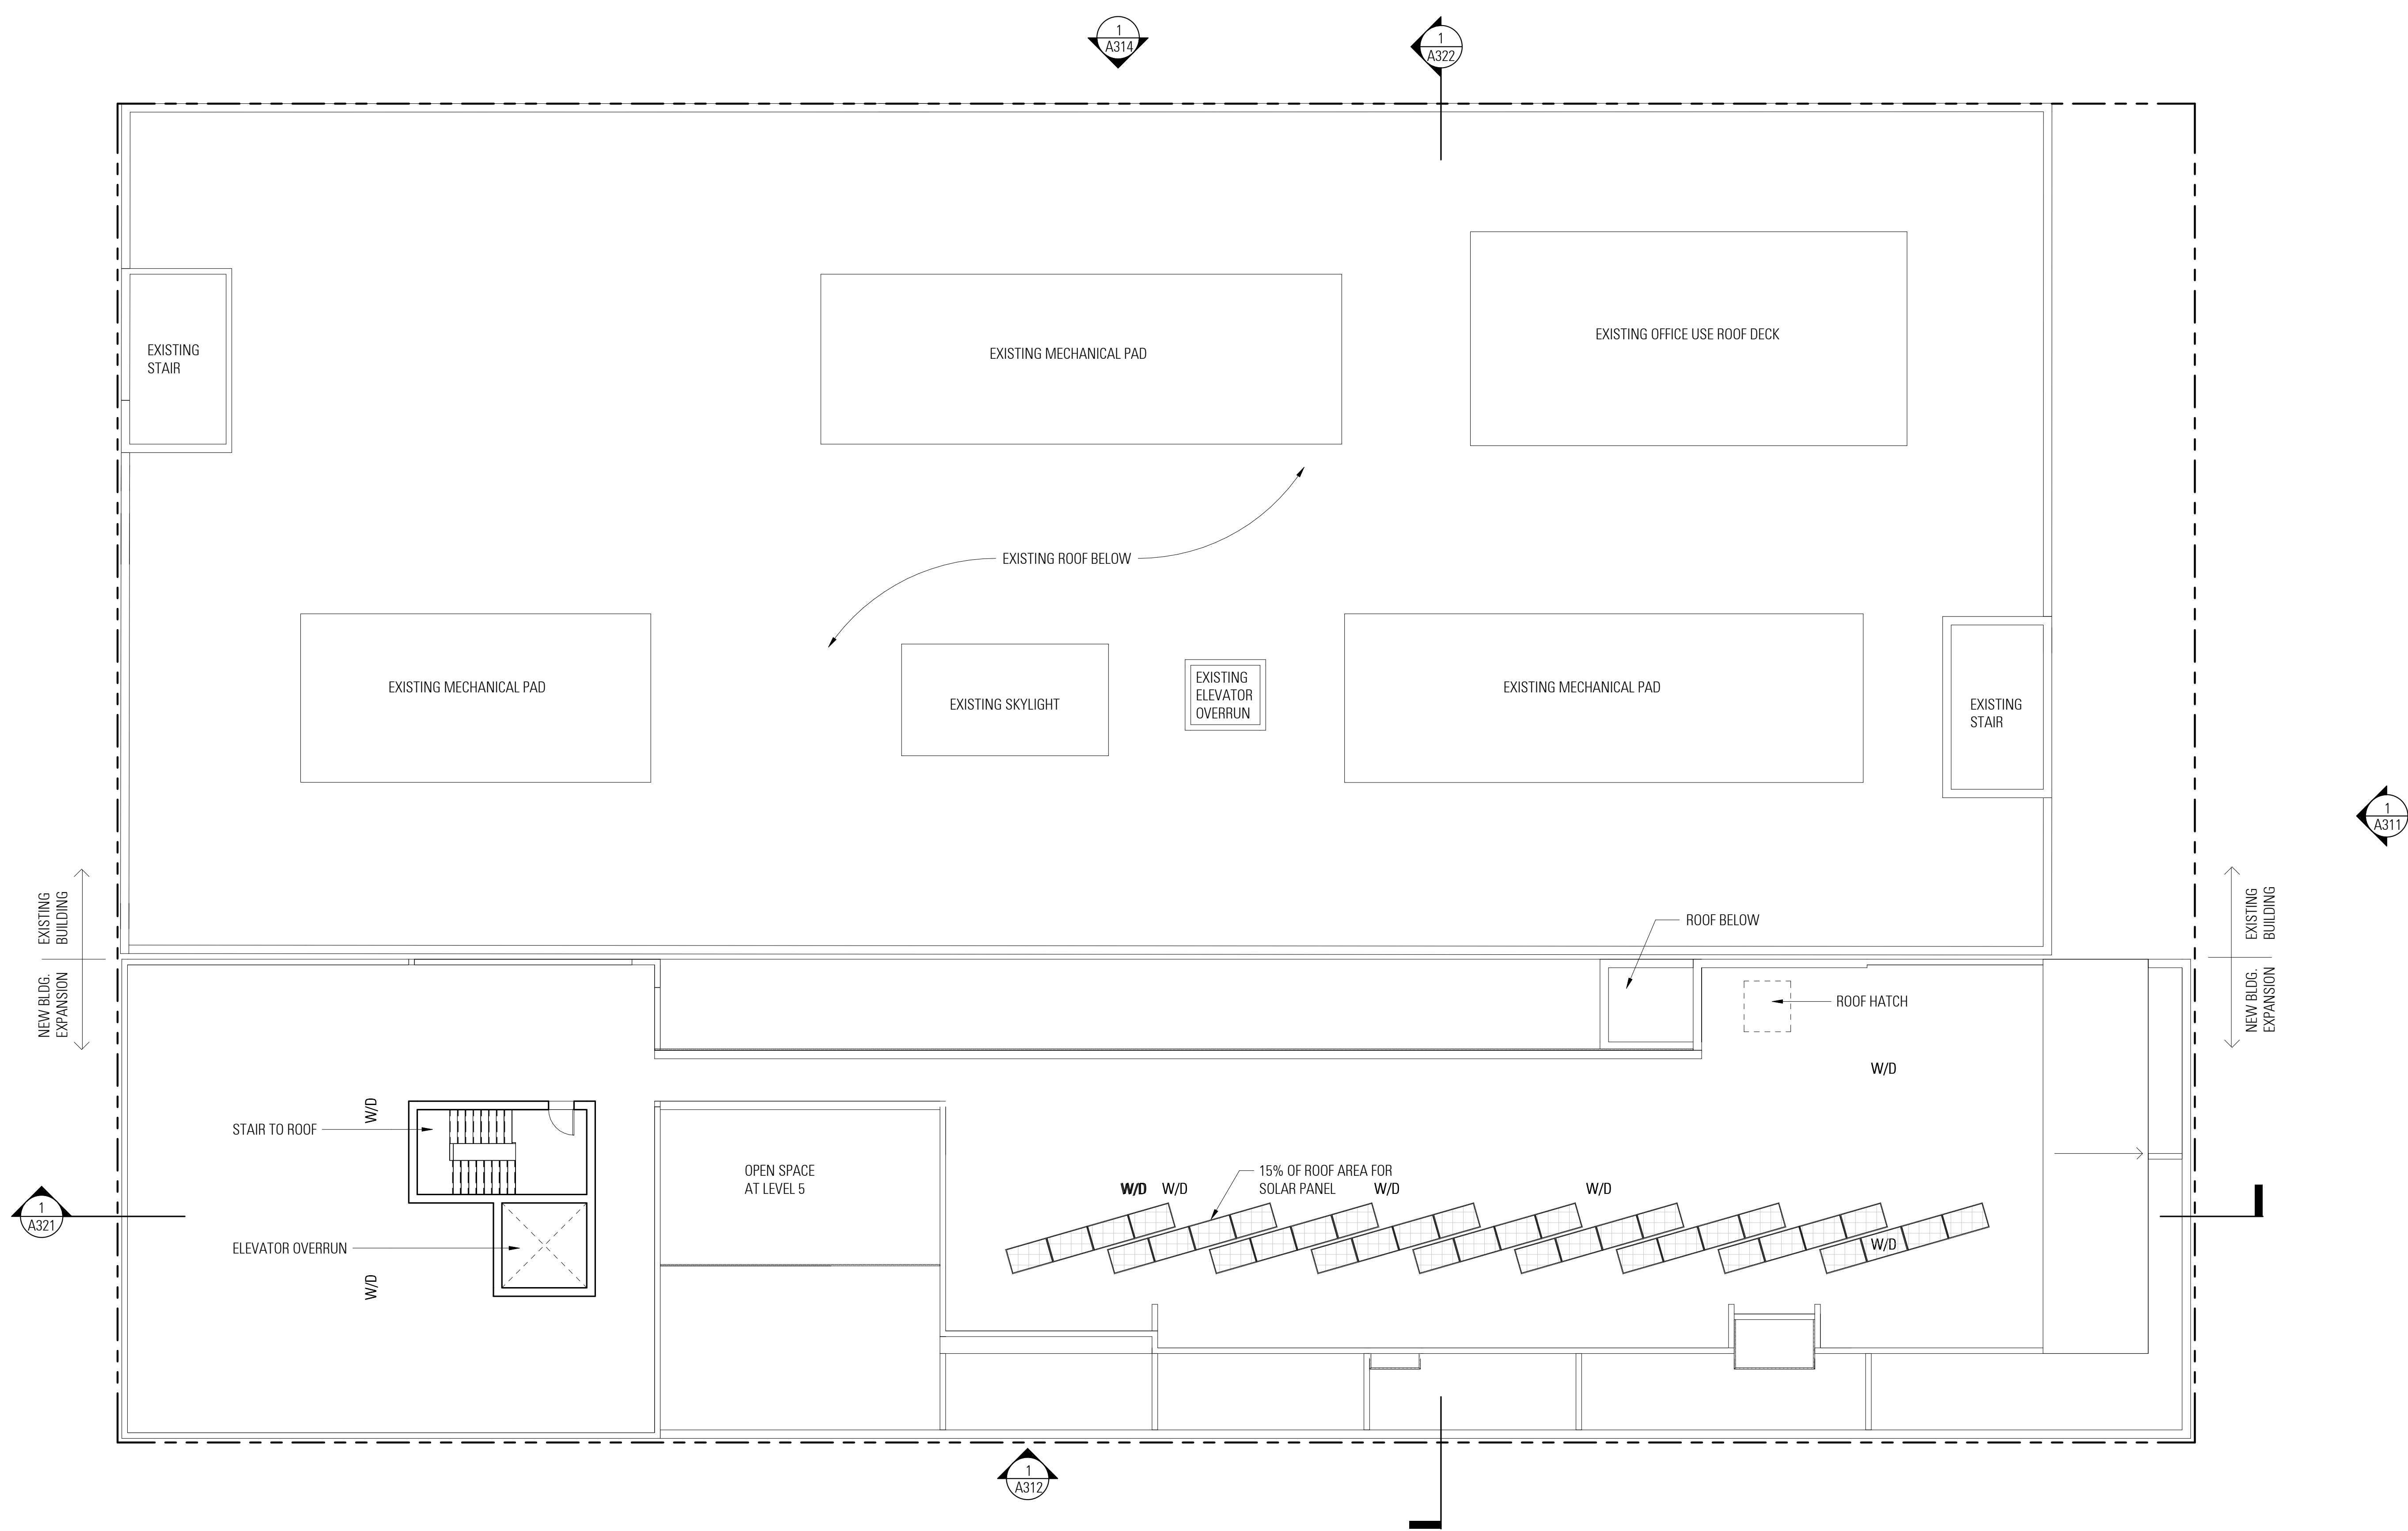 1
A314
1
A322
EXISTING
STAIR
EXISTING MECHANICAL PAD
EXISTING OFFICE USE ROOF DECK
EXISTING ROOF BELOW
EXISTING MECHANICAL PAD
EXISTING SKYLIGHT
EXISTING
ELEVATOR
OVERRUN
EXISTING MECHANICAL PAD
EXISTING
STAIR
1
A311
EXISTING
BUILDING
NEW BLDG.
EXPANSION
EXISTING
BUILDING
NEW BLDG.
EXPANSION
ROOF BELOW
ROOF HATCH
W/D
W/D
STAIR TO ROOF
OPEN SPACE
AT LEVEL 5
15% OF ROOF AREA FOR
SOLAR PANEL
W/D
W/D
W/D
W/D
1
A321
ELEVATOR OVERRUN
W/D
W/D
1
A312